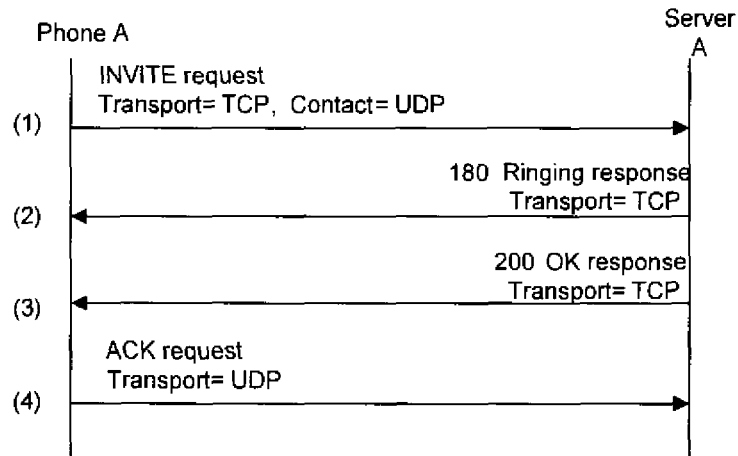 Phone A
Server
A
INVITE request
Transport= TCP, Contact= UDP
(1)
180 Ringing response
Transport= TCP
(2)
200 OK response
Transport= TCP
(3)
ACK request
Transport= UDP
(4)